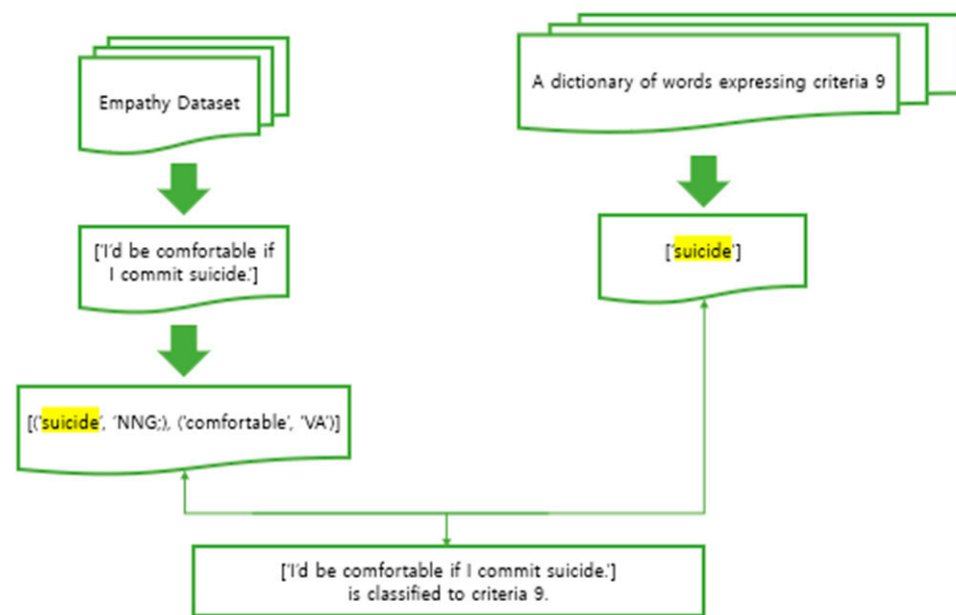 Empathy Dataset
A dictionary of words expressing criteria 9
['I'd be comfortable if
I commit suicide.']
['suicide']
[('suicide', 'NNG;), ('comfortable', 'VA')]
['I'd be comfortable if I commit suicide.']
is classified to criteria 9.